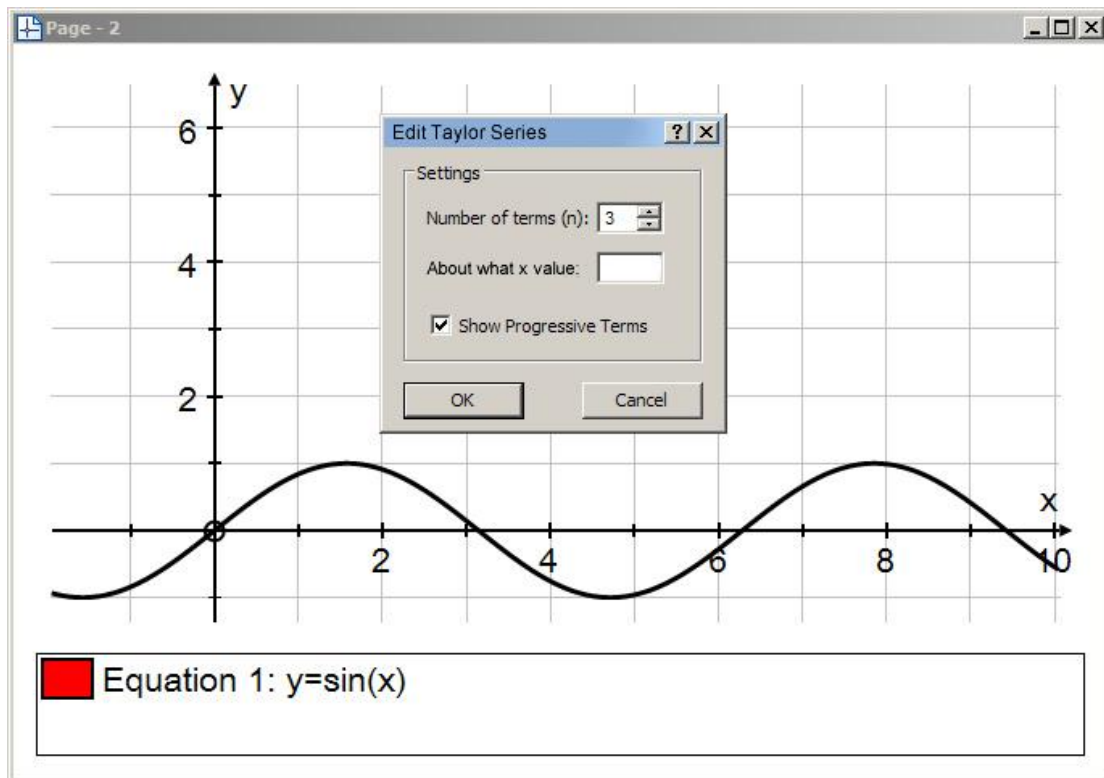 Page - 2
y
6
4
2
x
2 4 6 8 10
Edit Taylor Series
Settings
Number of terms (n): 3
About what x value:
Show Progressive Terms
OK Cancel
Equation 1: y=sin(x)